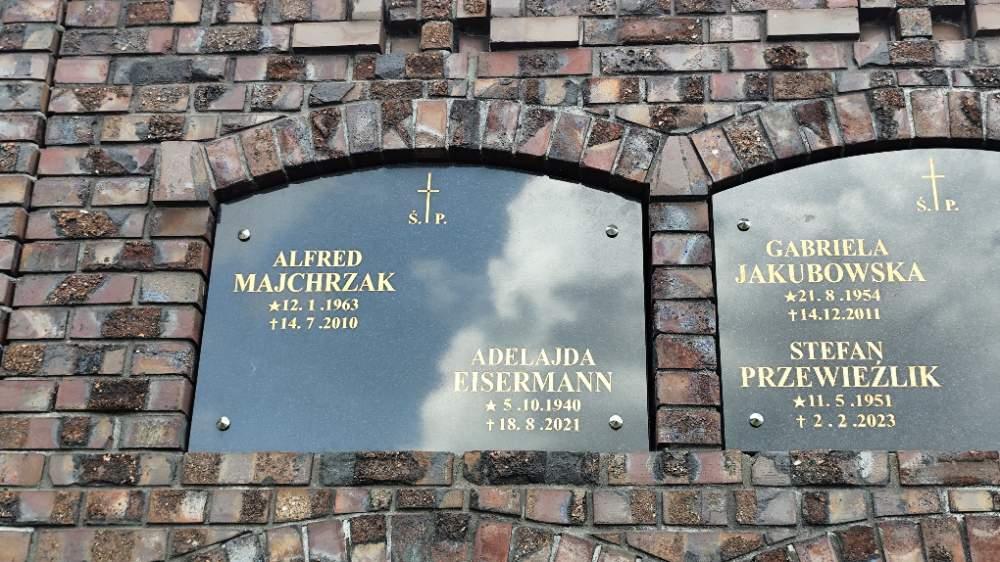 Ś. P.
ALFRED
MAJCHRZAK
★12. 1 .1963
†14. 7 .2010
ADELAJDA
EISERMANN
★ 5 .10.1940
†18. 8 .2021
Ś. P.
GABRIELA
JAKUBOWSKA
★21. 8 .1954
†14.12.2011
STEFAN
PRZEWIEŹLIK
★11. 5 .1951
† 2 . 2 .2023